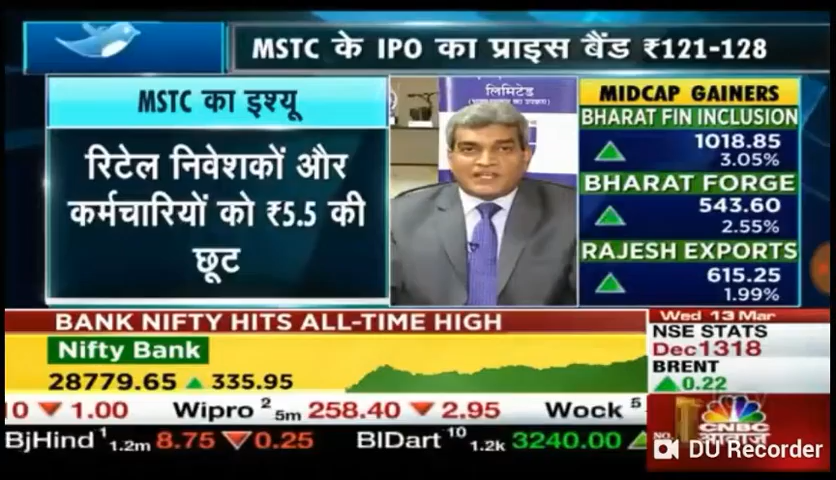 MSTC के IPO का प्राइस बैंड ₹121-128
MSTC का इश्यू
रिटेल निवेशकों और
कर्मचारियों को ₹5.5 की
छूट
लिमिटेड
MIDCAP GAINERS
BHARAT FIN INCLUSION
1018.85
3.05%
BHARAT FORGE
543.60
2.55%
RAJESH EXPORTS
615.25
1.99%
BANK NIFTY HITS ALL-TIME HIGH
Nifty Bank
28779.65 335.95
Wed 13 Mar
NSE STATS
Dec1318
BRENT
0.22
1.00 Wipro 2 5m 258.40 2.95 Wock 5
BjHind 1 1.2m 8.75 0.25 BlDart 10 1.2k 3240.00
CNBC
आवाज़
DU Recorder